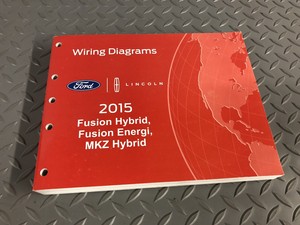 Wiring Diagrams
Ford
LINCOLN
2015
Fusion Hybrid,
Fusion Energi,
MKZ Hybrid